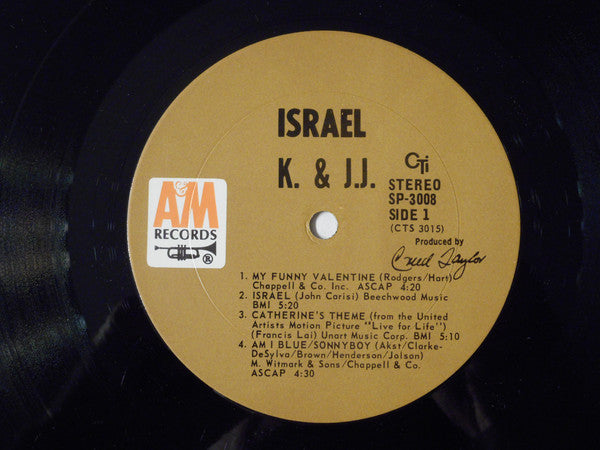 ISRAEL
K. & J.J.
CTi
STEREO
SP-3008
SIDE 1
(CTS 3015)
Produced by
Creed Taylor
A&M
RECORDS
®
1. MY FUNNY VALENTINE (Rodgers/Hart)
Chappell & Co. Inc. ASCAP 4:20
2. ISRAEL (John Carisi) Beechwood Music
BMI 5:20
3. CATHERINE'S THEME (from the United
Artists Motion Picture "Live for Life")
(Francis Lai) Unart Music Corp. BMI 5:10
4. AM I BLUE/SONNYBOY (Akst/Clarke-
DeSylva/Brown/Henderson/Jolson)
M. Witmark & Sons/Chappell & Co.
ASCAP 4:30